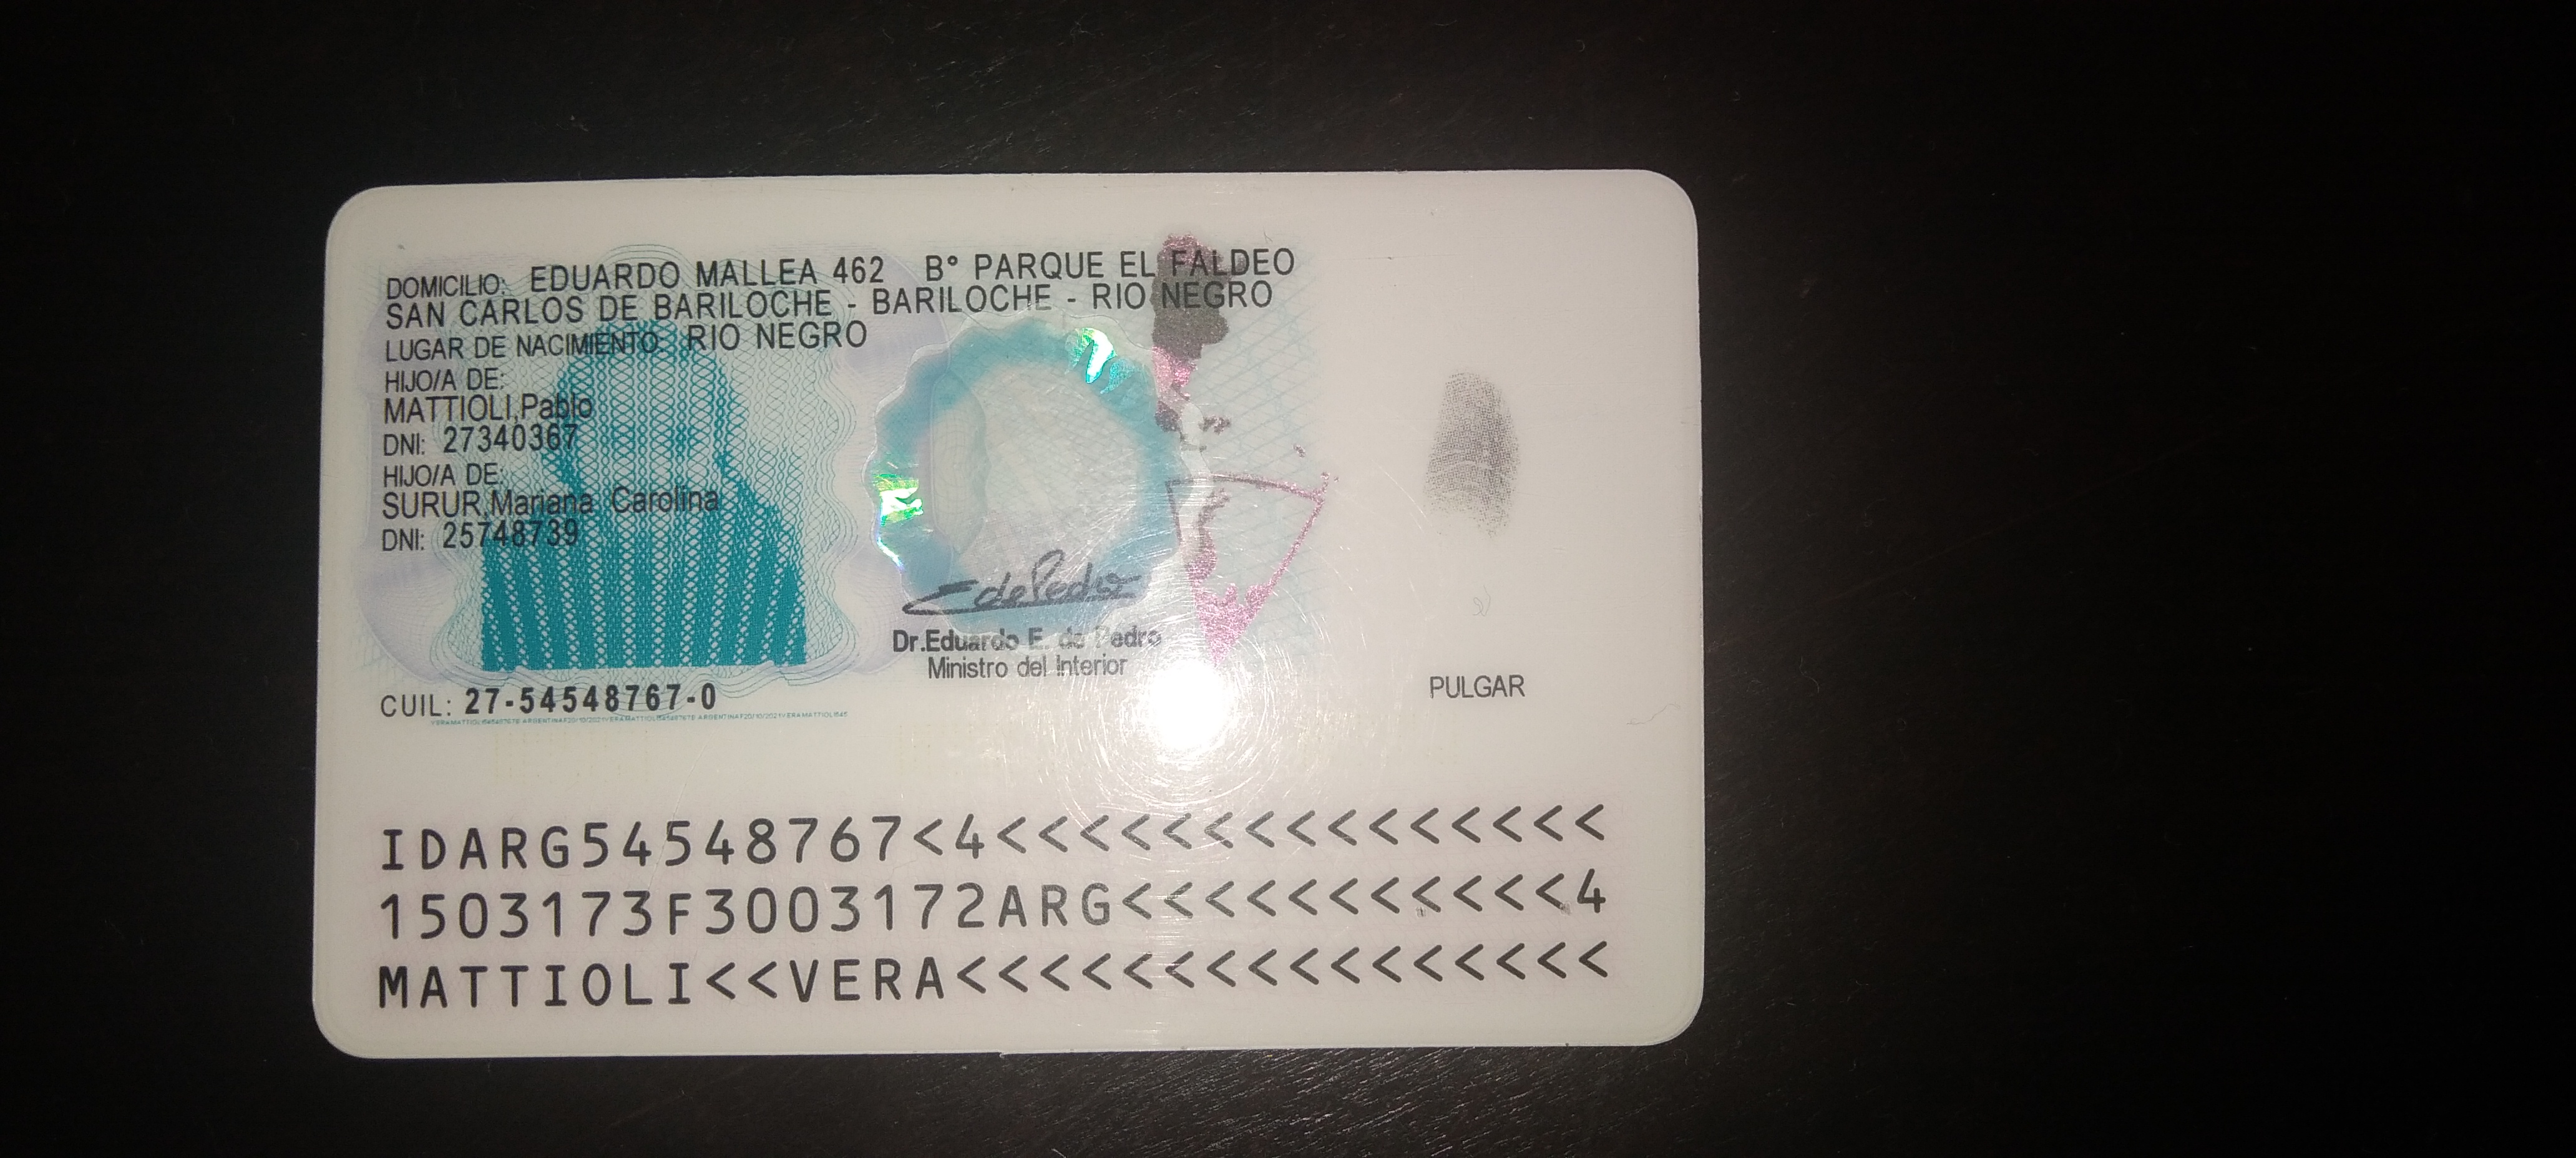 DOMICILIO: EDUARDO MALLEA 462 B° PARQUE EL FALDEO
SAN CARLOS DE BARILOCHE - BARILOCHE - RIO NEGRO
LUGAR DE NACIMIENTO: RIO NEGRO
HIJO/A DE:
MATTIOLI,Pablo
DNI: 27340367
HIJO/A DE:
SURUR,Mariana Carolina
DNI: 25748739
EdePedro
Dr.Eduardo E. de Pedro
Ministro del Interior
PULGAR
CUIL: 27-54548767-0
IDARG54548767<4<<<<<<<<<<<<<<<
1503173F3003172ARG<<<<<<<<<<<4
MATTIOLI<<VERA<<<<<<<<<<<<<<<<